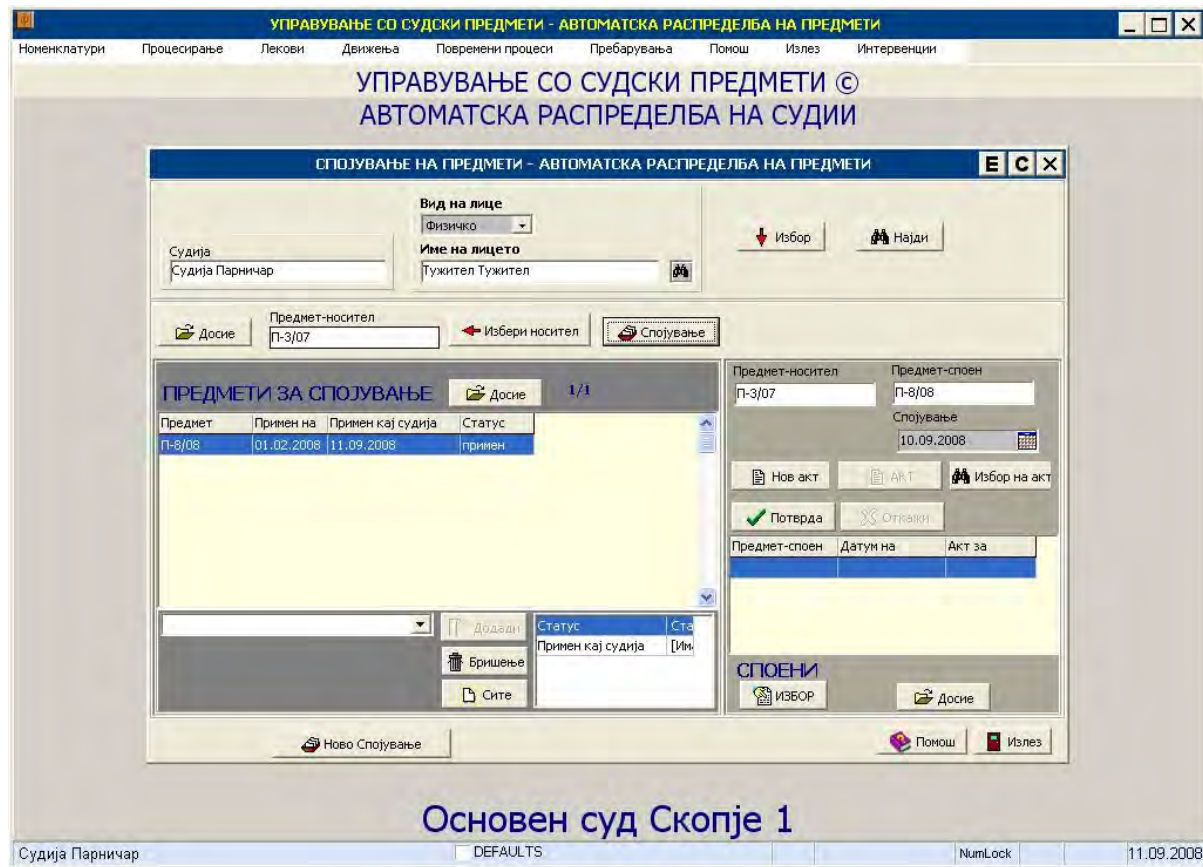 УПРАВУВАЊЕ СО СУДСКИ ПРЕДМЕТИ - АВТОМАТСКА РАСПРЕДЕЛБА НА ПРЕДМЕТИ
Номенклатури Процесирање Лекови Движења Повремени процеси Пребарувања Помош Излез Интервенции
УПРАВУВАЊЕ СО СУДСКИ ПРЕДМЕТИ ©
АВТОМАТСКА РАСПРЕДЕЛБА НА СУДИИ
СПОЈУВАЊЕ НА ПРЕДМЕТИ - АВТОМАТСКА РАСПРЕДЕЛБА НА ПРЕДМЕТИ E C
Вид на лице
Физичко
Судија
Судија Парничар
Име на лицето
Тужител Тужител
Избор Најди
Досие
Предмет-носител
П-3/07
Избери носител Спојување
ПРЕДМЕТИ ЗА СПОЈУВАЊЕ Досие 1/1
Предмет Примен на Примен кај судија Статус
П-8/08 01.02.2008 11.09.2008 примен
Додади
Бришење
Сите
Статус Ста
Примен кај судија [Им
Предмет-носител Предмет-споен
П-3/07 П-8/08
Спојување
10.09.2008
Нов акт АКТ Избор на акт
Потврда Откажи
Предмет-споен Датум на Акт за
СПОЕНИ
ИЗБОР Досие
Ново Спојување Помош Излез
Основен суд Скопје 1
Судија Парничар DEFAULTS NumLock 11.09.2008